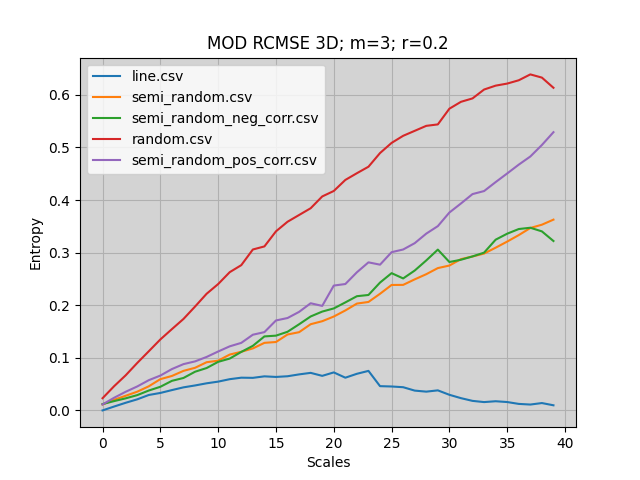 MOD RCMSE 3D; m=3; r=0.2
line.csv
semi_random.csv
semi_random_neg_corr.csv
random.csv
semi_random_pos_corr.csv
Entropy
0.6
0.5
0.4
0.3
0.2
0.1
0.0
0 5 10 15 20 25 30 35 40
Scales